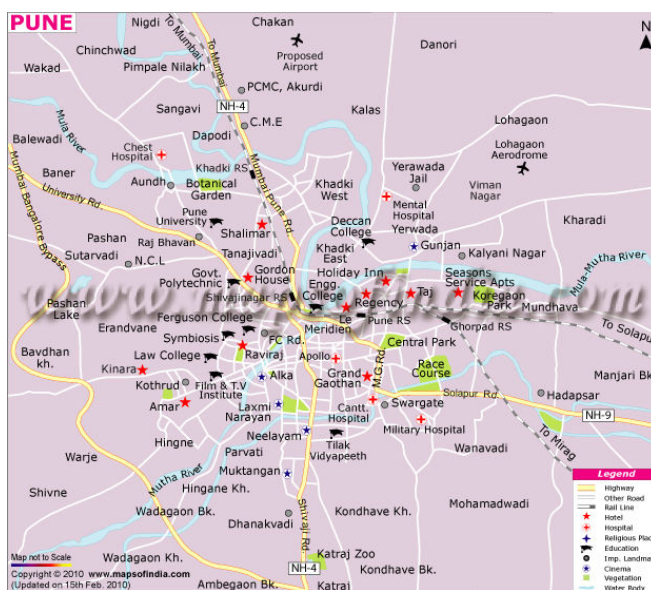 PUNE
N
Nigdi
To Mumbai
To Mumbai
Chakan
Proposed
Airport
Danori
Chinchwad
Pimple Nilakh
Wakad
PCMC, Akurdi
NH-4
Sangavi
C.M.E
Kalas
Lohagaon
Lohagaon
Aerodrome
Dapodi
Mula River
Balewadi
Chest
Hospital
Baner
Khadki RS
Mumbai Pune Rd.
Aundh
Botanical
Garden
Khadki
West
Yerawada
Jail
Viman
Nagar
Mental
Hospital
University Rd.
Mumbai Bangalore Bypass
Pune
University
Shalimar
Deccan
College
Yerwada
Kharadi
Pashan
Raj Bhavan
Khadki
East
Gunjan
Kalyani Nagar
Mula-Mutha River
Sutarvadi
N.C.L
Tanajivadi
Govt.
Polytechnic
Gordon
House
Holiday Inn
Seasons
Service Apts
Engg.
College
Regency
Taj
Koregaon
Park
Shivajinagar RS
Pashan
Lake
Mundhava
Ferguson College
Le
Meridien
Pune RS
Ghorpad RS
To Solapur
Erandvane
Symbiosis
FC Rd.
Central Park
Bavdhan
kh.
Law College
Raviraj
Apollo
M.G.Rd.
Race
Course
Kinara
Manjari Bk.
Kothrud
Film & T.V
Institute
Alka
Grand
Gaothan
Solapur Rd.
Hadapsar
Amar
Laxmi
Narayan
Cantt.
Hospital
Swargate
NH-9
Military Hospital
Hingne
Neelayam
Tilak
Vidyapeeth
To Mirag
Wanavadi
Parvati
Warje
Mutha River
Muktangan
Shivne
Hingane Kh.
Wadagaon Bk.
Dhanakvadi
Shivaji Rd.
Kondhave Kh.
Mohamadwadi
Wadagaon Kh.
Katraj Zoo
Kondhave Bk.
NH-4
Ambegaon Bk.
Katraj
Map not to Scale
Copyright © 2010 www.mapsofindia.com
(Updated on 15th Feb. 2010)
Legend
Highway
Other Road
Rail Line
Hotel
Hospital
Religious Plac
Education
Imp. Landma
Cinema
Vegetation
Water Body